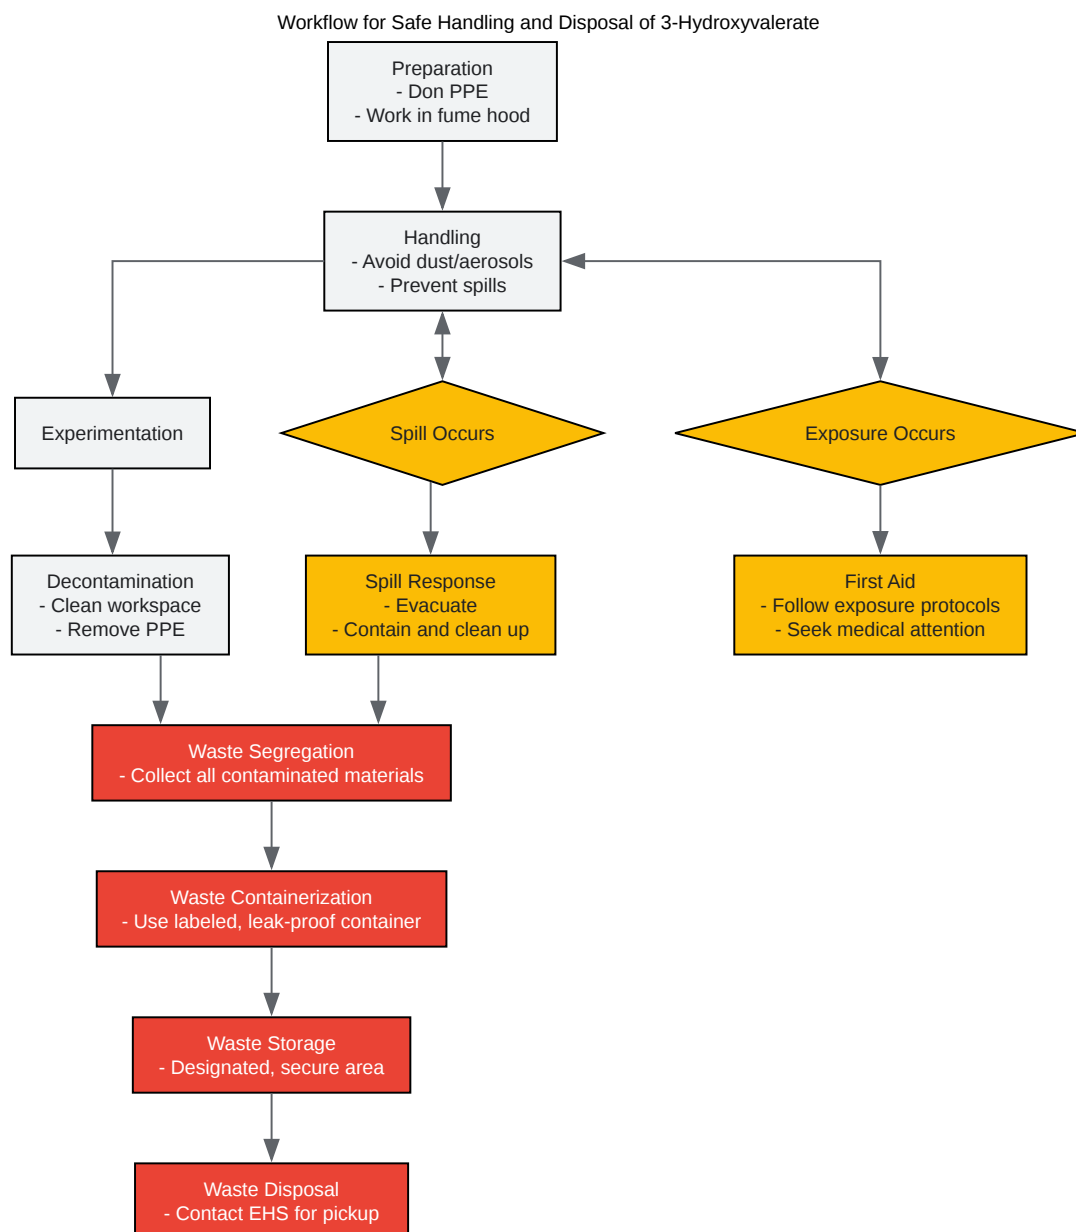 Workflow for Safe Handling and Disposal of 3-Hydroxyvalerate
Preparation
- Don PPE
- Work in fume hood
Handling
- Avoid dust/aerosols
- Prevent spills
Experimentation
Spill Occurs
Exposure Occurs
Decontamination
- Clean workspace
- Remove PPE
Spill Response
- Evacuate
- Contain and clean up
First Aid
- Follow exposure protocols
- Seek medical attention
Waste Segregation
- Collect all contaminated materials
Waste Containerization
- Use labeled, leak-proof container
Waste Storage
- Designated, secure area
Waste Disposal
- Contact EHS for pickup